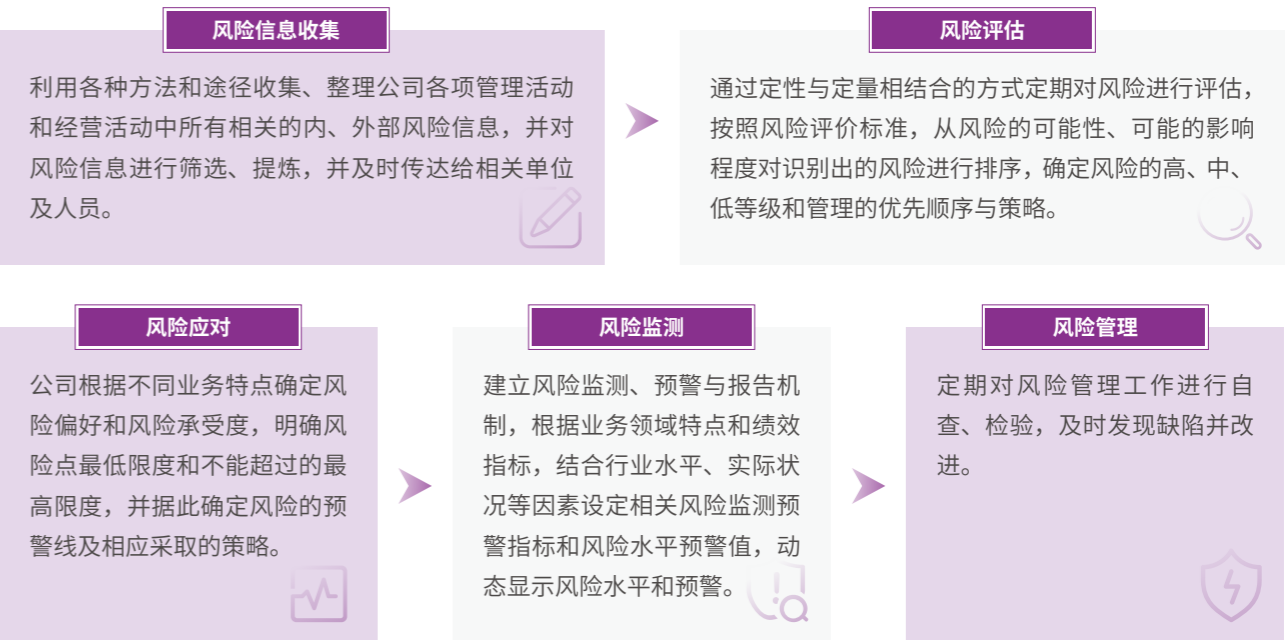 风险信息收集
利用各种方法和途径收集、整理公司各项管理活动
和经营活动中所有相关的内、外部风险信息，并对
风险信息进行筛选、提炼，并及时传达给相关单位
及人员。
风险评估
通过定性与定量相结合的方式定期对风险进行评估，
按照风险评价标准，从风险的可能性、可能的影响
程度对识别出的风险进行排序，确定风险的高、中、
低等级和管理的优先顺序与策略。
风险应对
公司根据不同业务特点确定风
险偏好和风险承受度，明确风
险点最低限度和不能超过的最
高限度，并据此确定风险的预
警线及相应采取的策略。
风险监测
建立风险监测、预警与报告机
制，根据业务领域特点和绩效
指标，结合行业水平、实际状
况等因素设定相关风险监测预
警指标和风险水平预警值，动
态显示风险水平和预警。
风险管理
定期对风险管理工作进行自
查、检验，及时发现缺陷并改
进。